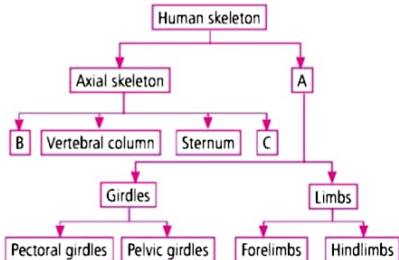 Human skeleton
Axial skeleton
A
B
Vertebral column
Sternum
C
Girdles
Limbs
Pectoral girdles
Pelvic girdles
Forelimbs
Hindlimbs